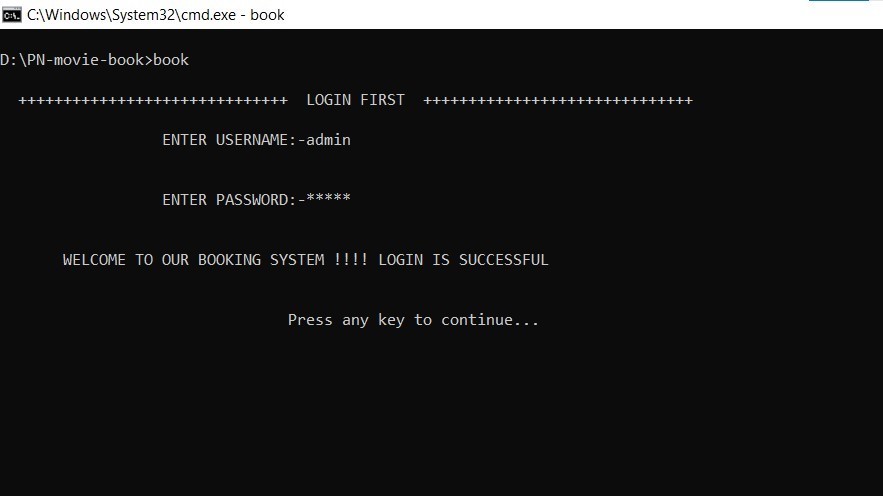 C:\Windows\System32\cmd.exe - book
D:\PN-movie-book>book
++++++++++++++++++++++++++++++ LOGIN FIRST ++++++++++++++++++++++++++++++
ENTER USERNAME:-admin
ENTER PASSWORD:-*****
WELCOME TO OUR BOOKING SYSTEM !!!! LOGIN IS SUCCESSFUL
Press any key to continue...